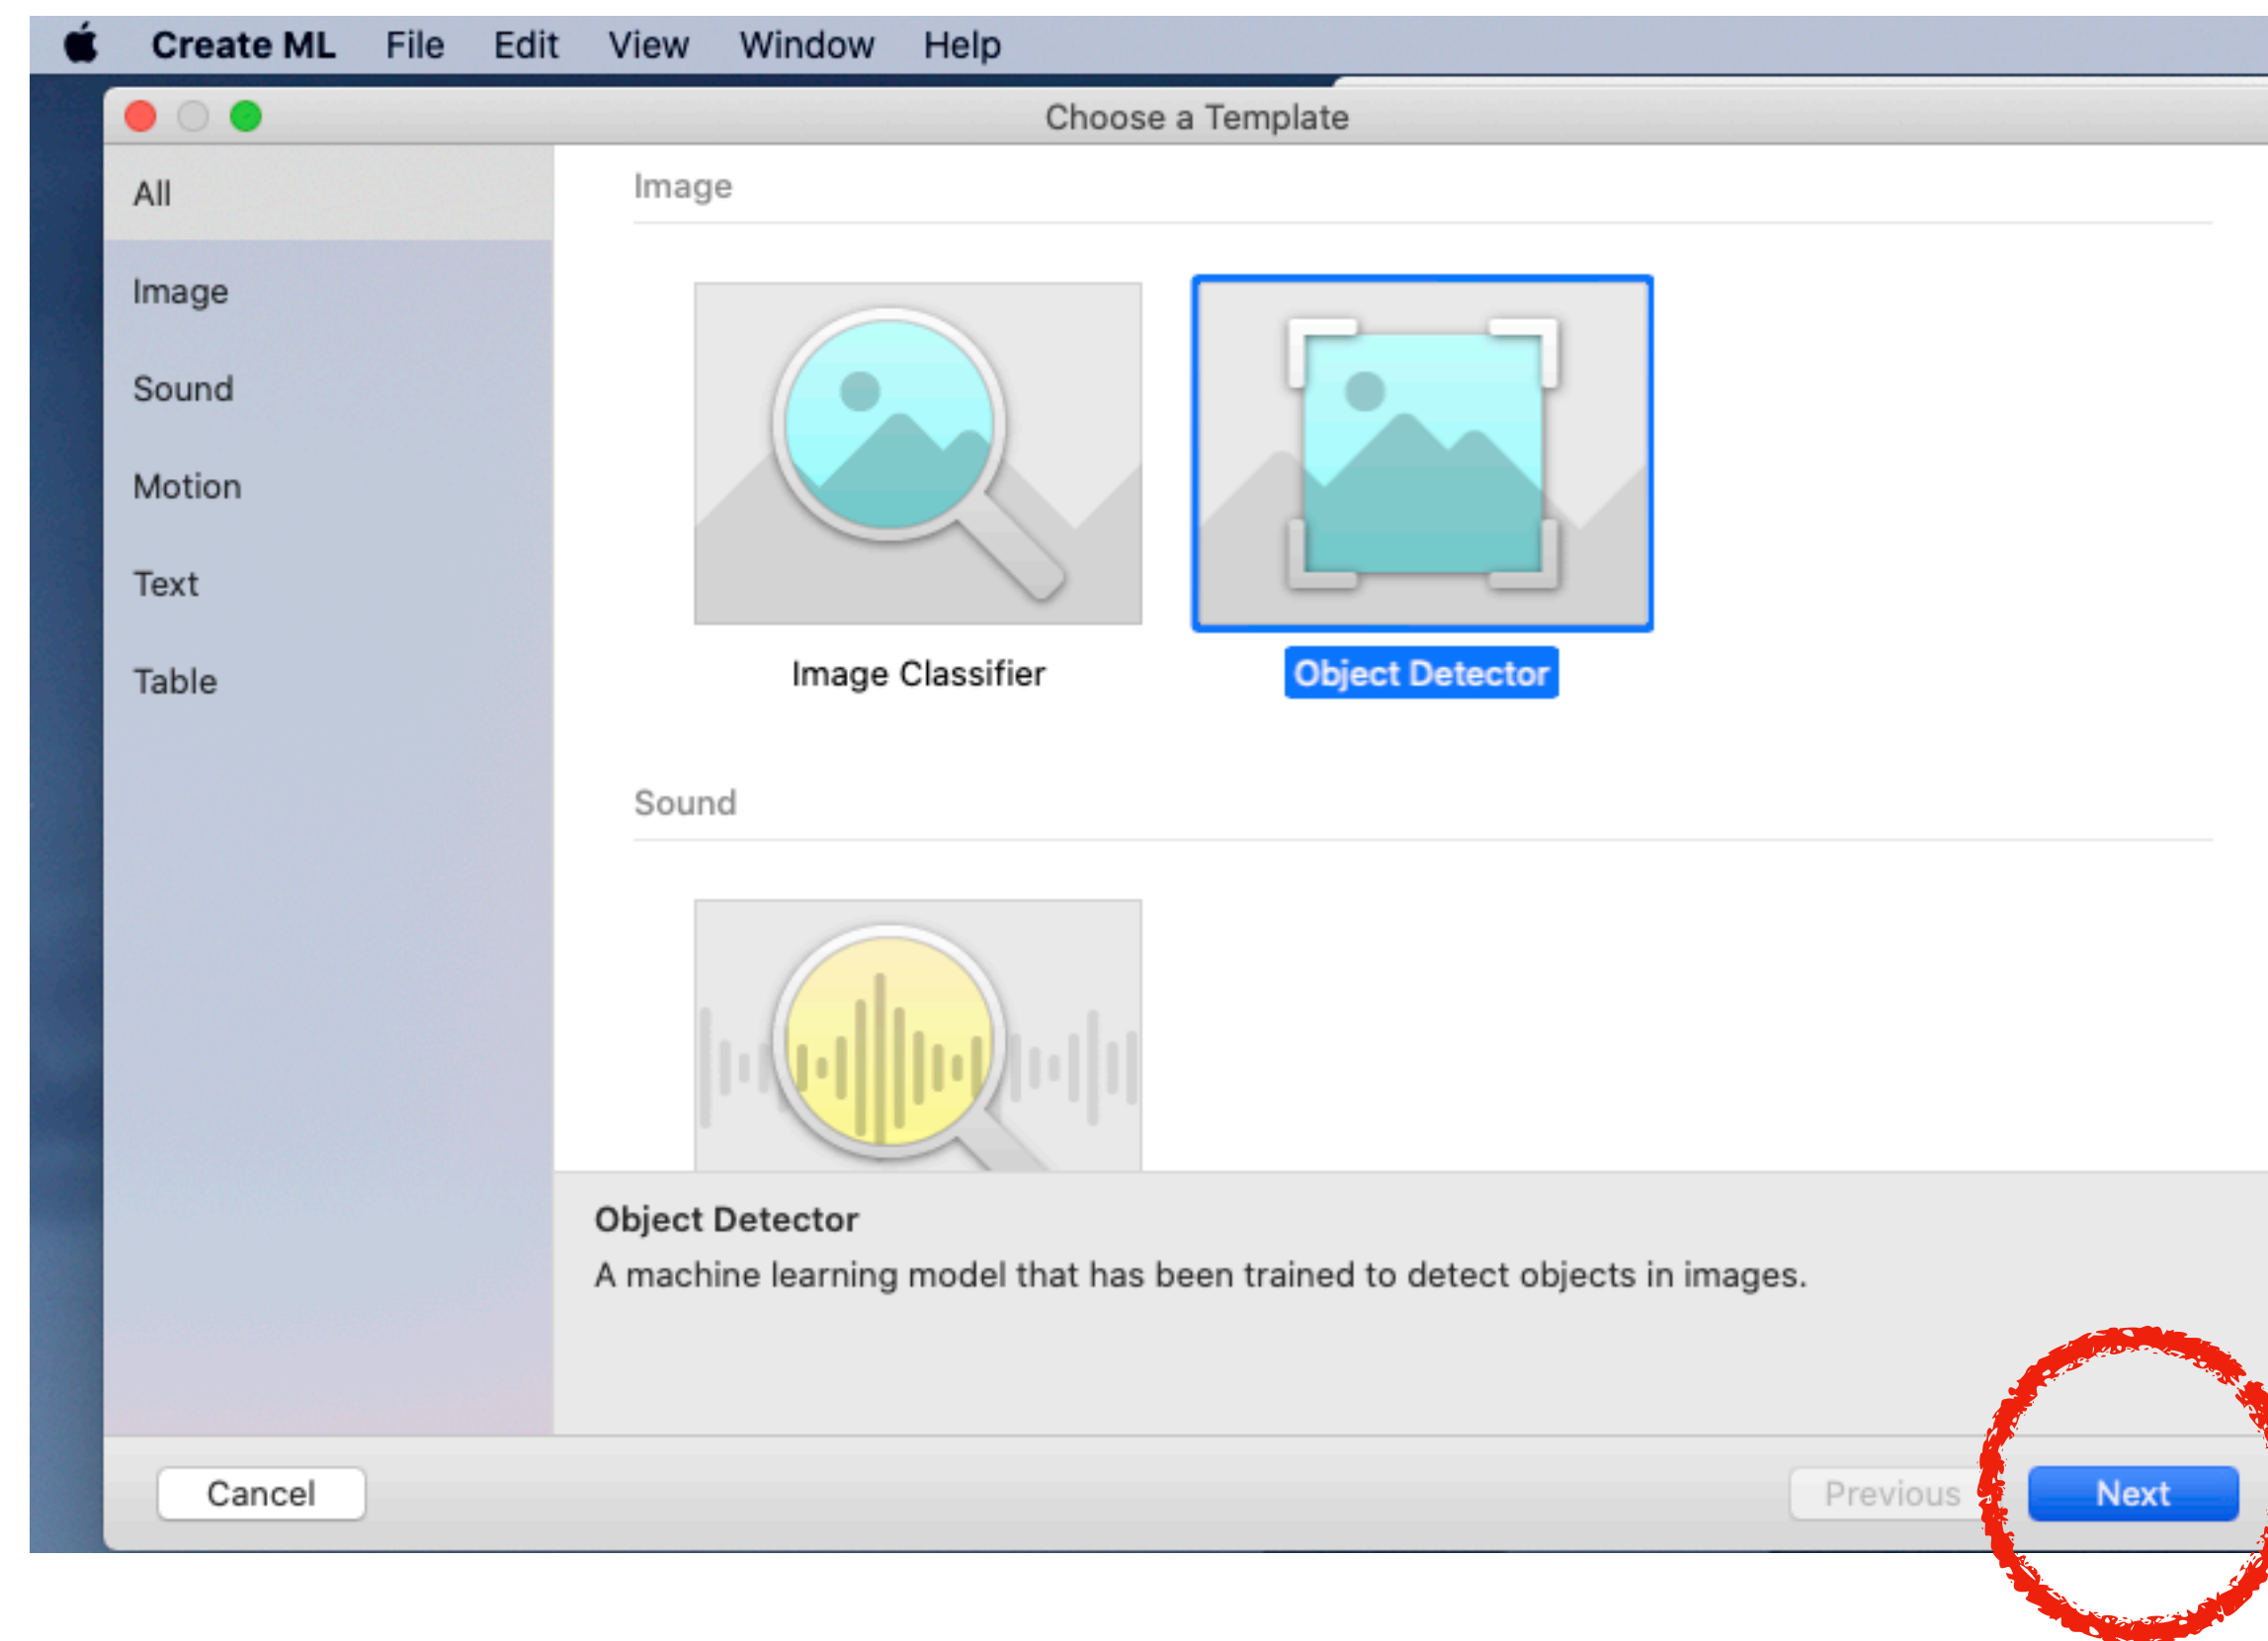 Create ML File Edit View Window Help
Choose a Template
All
Image
Sound
Motion
Text
Table
Image
Image Classifier
Object Detector
Sound
Object Detector
A machine learning model that has been trained to detect objects in images.
Cancel
Previous
Next